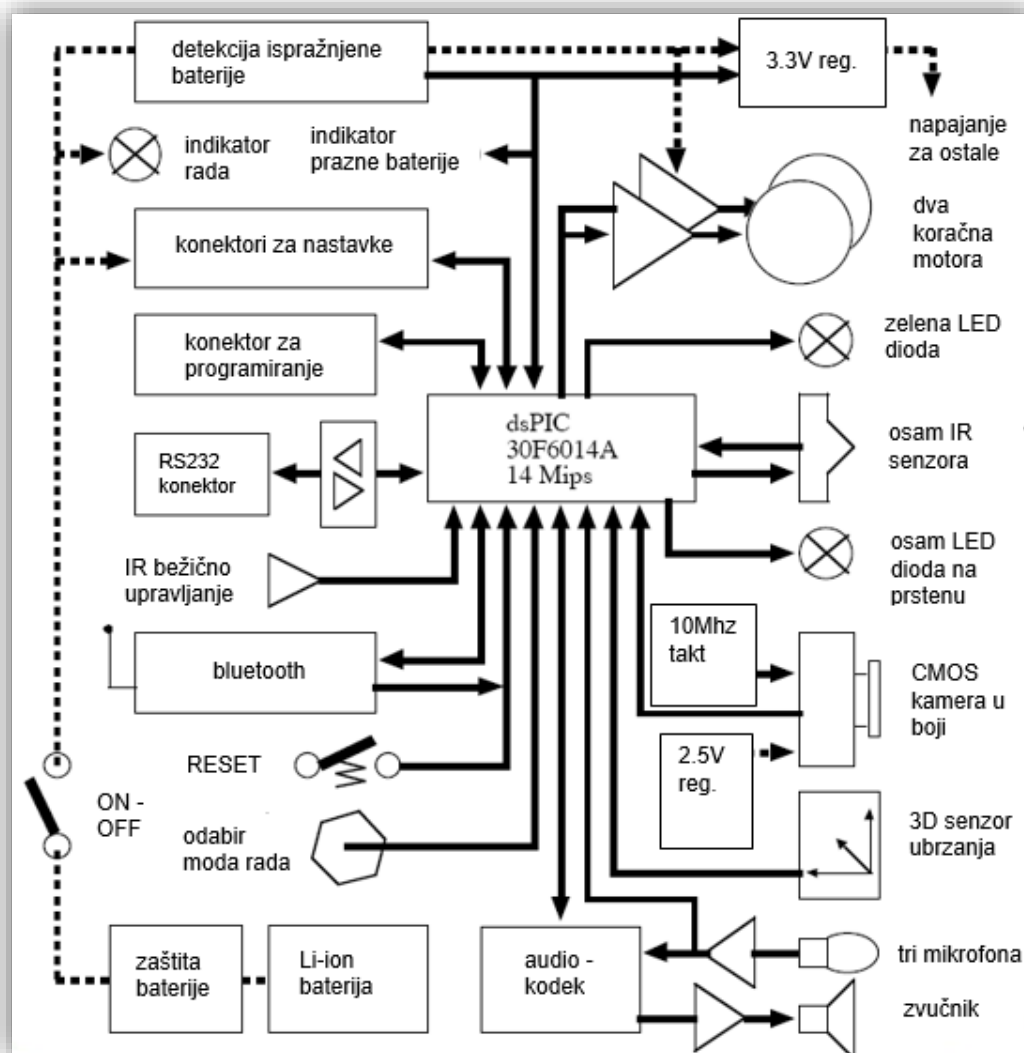 detekcija ispražnjene
baterije
3.3V reg.
napajanje
za ostale
indikator
rada
indikator
prazne baterije
dva
koračna
motora
konektori za nastavke
konektor za
programiranje
zelena LED
dioda
dsPIC
30F6014A
14 Mips
osam IR
senzora
RS232
konektor
osam LED
dioda na
prstenu
IR bežično
upravljanje
10Mhz
takt
bluetooth
CMOS
kamera u
boji
RESET
2.5V
reg.
ON -
OFF
odabir
moda rada
3D senzor
ubrzanja
zaštita
baterije
Li-ion
baterija
audio -
kodek
tri mikrofona
zvučnik